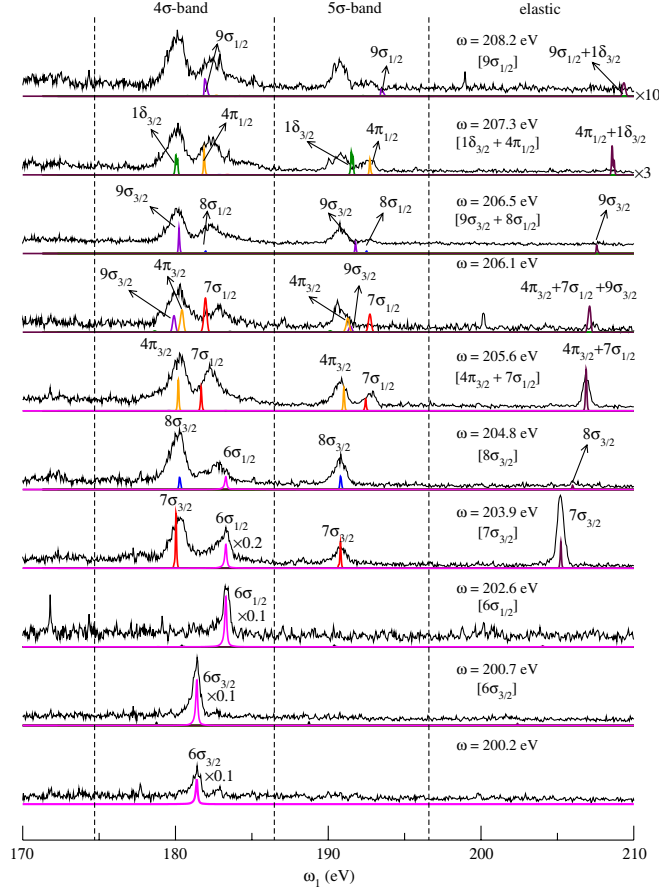 4σ-band 5σ-band elastic
9σ1/2 9σ1/2 ω = 208.2 eV 9σ1/2+1δ3/2
[9σ1/2]
×10
1δ3/2 4π1/2 1δ3/2 4π1/2 ω = 207.3 eV 4π1/2+1δ3/2
[1δ3/2 + 4π1/2]
×3
9σ3/2 8σ1/2 9σ3/2 8σ1/2 ω = 206.5 eV 9σ3/2
[9σ3/2 + 8σ1/2]
9σ3/2 4π3/2 7σ1/2 4π3/2 9σ3/2 7σ1/2 ω = 206.1 eV 4π3/2+7σ1/2+9σ3/2
4π3/2 7σ1/2 4π3/2 7σ1/2 ω = 205.6 eV 4π3/2+7σ1/2
[4π3/2 + 7σ1/2]
8σ3/2 6σ1/2 8σ3/2 ω = 204.8 eV 8σ3/2
[8σ3/2]
7σ3/2 6σ1/2 7σ3/2 ω = 203.9 eV 7σ3/2
×0.2 [7σ3/2]
6σ1/2 ω = 202.6 eV
×0.1 [6σ1/2]
6σ3/2 ω = 200.7 eV
×0.1 [6σ3/2]
6σ3/2 ω = 200.2 eV
×0.1
170 180 190 200 210
ω1 (eV)